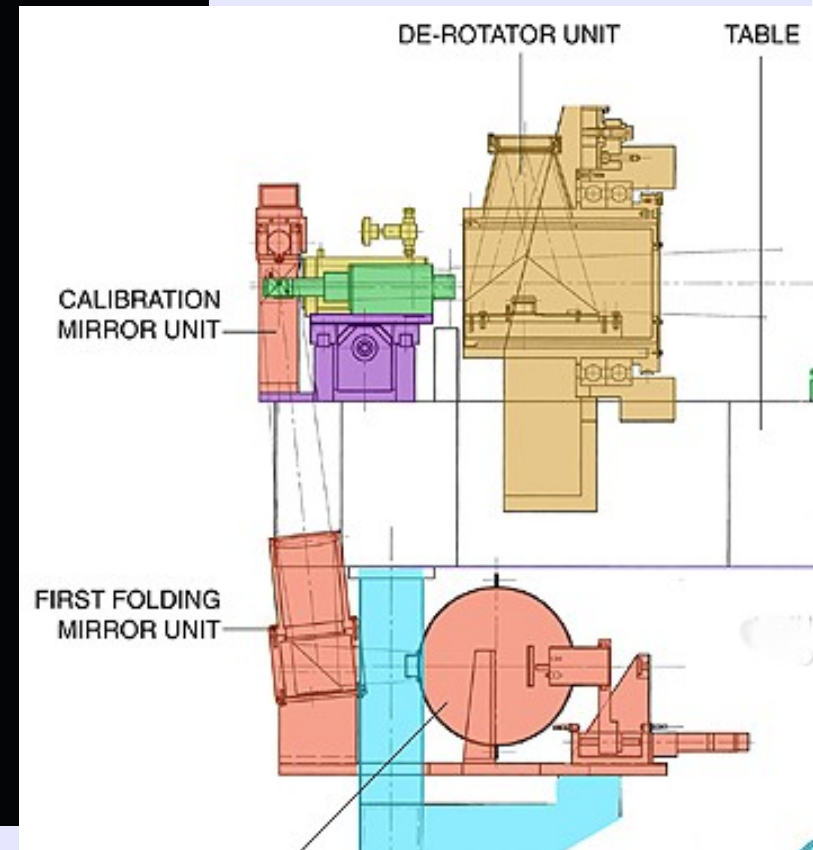 DE-ROTATOR UNIT
TABLE
CALIBRATION
MIRROR UNIT
FIRST FOLDING
MIRROR UNIT